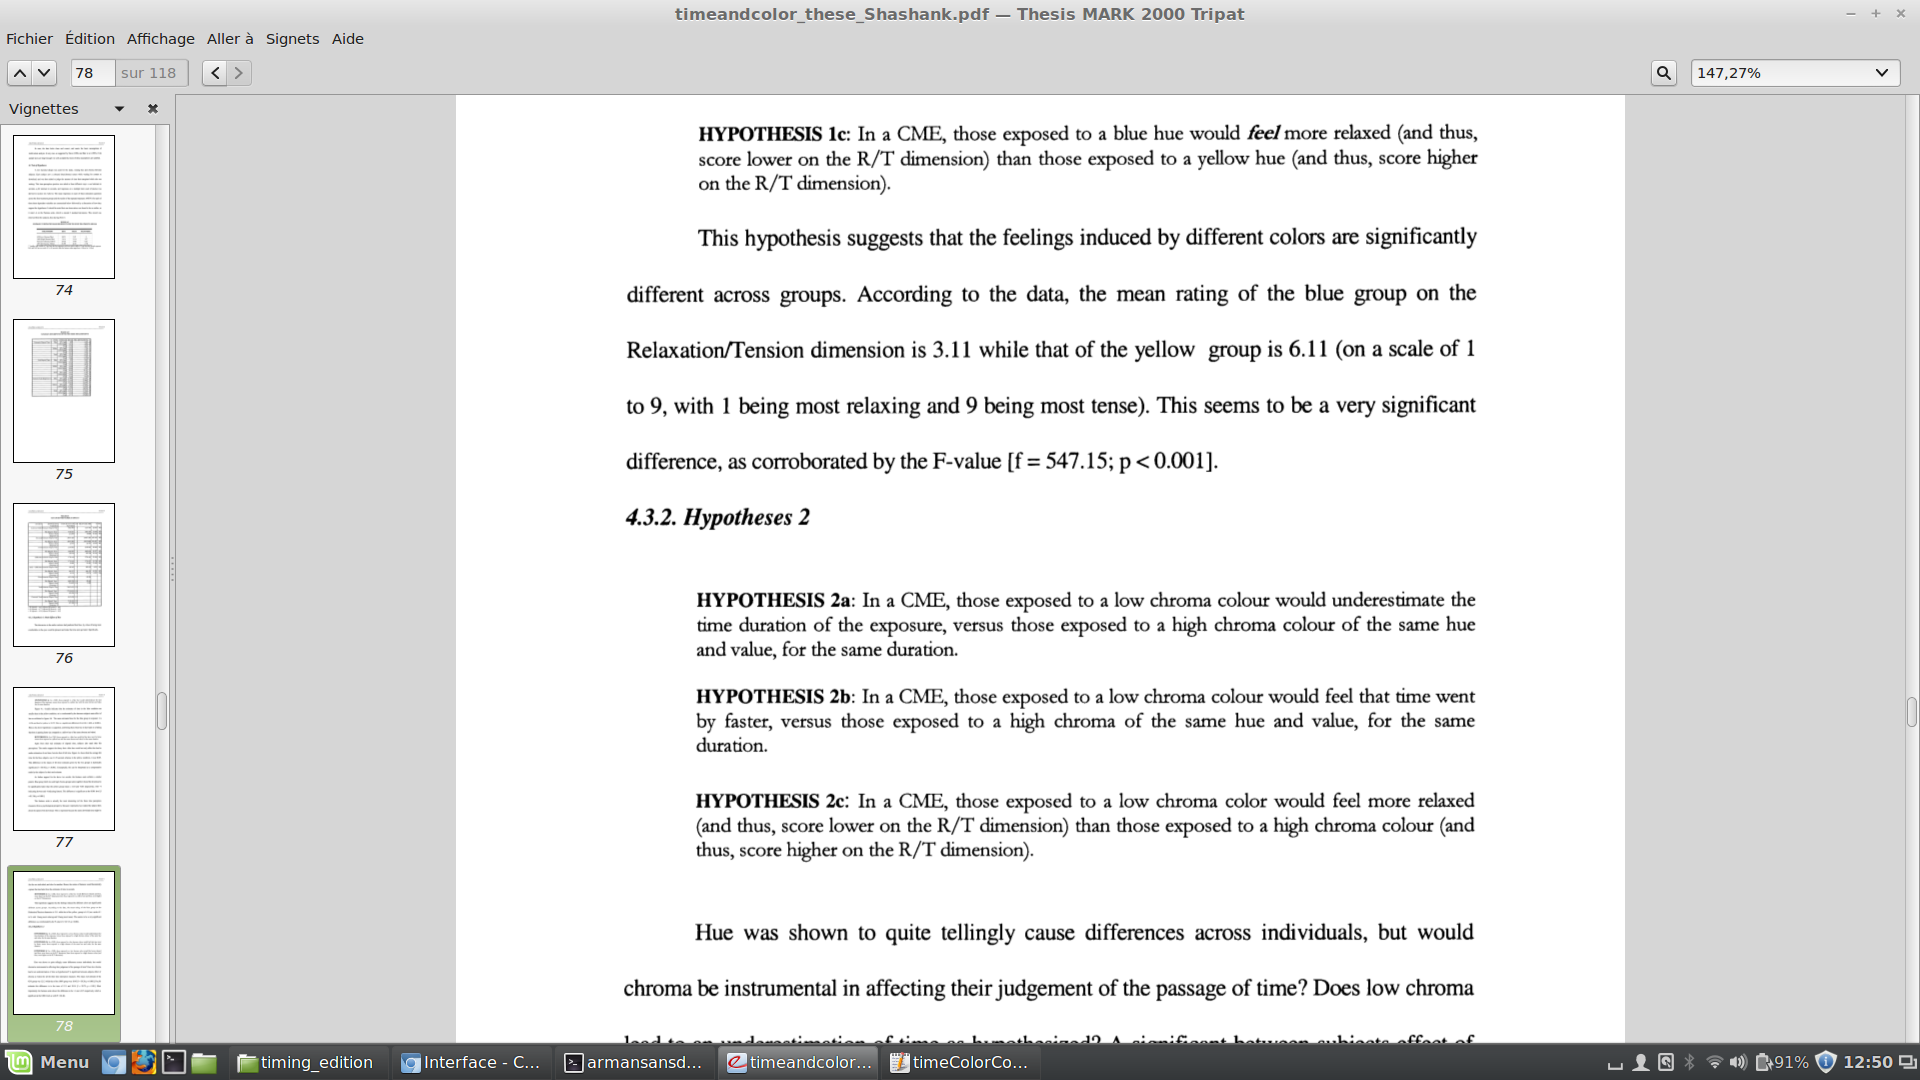 timeandcolor_these_Shashank.pdf — Thesis MARK 2000 Tripat
Fichier Édition Affichage Aller à Signets Aide
78 sur 118 147,27%
Vignettes
74
75
76
77
78
HYPOTHESIS 1c: In a CME, those exposed to a blue hue would feel more relaxed (and thus,
score lower on the R/T dimension) than those exposed to a yellow hue (and thus, score higher
on the R/T dimension).
This hypothesis suggests that the feelings induced by different colors are significantly
different across groups. According to the data, the mean rating of the blue group on the
Relaxation/Tension dimension is 3.11 while that of the yellow group is 6.11 (on a scale of 1
to 9, with 1 being most relaxing and 9 being most tense). This seems to be a very significant
difference, as corroborated by the F-value [f = 547.15; p < 0.001].
4.3.2. Hypotheses 2
HYPOTHESIS 2a: In a CME, those exposed to a low chroma colour would underestimate the
time duration of the exposure, versus those exposed to a high chroma colour of the same hue
and value, for the same duration.
HYPOTHESIS 2b: In a CME, those exposed to a low chroma colour would feel that time went
by faster, versus those exposed to a high chroma of the same hue and value, for the same
duration.
HYPOTHESIS 2c: In a CME, those exposed to a low chroma color would feel more relaxed
(and thus, score lower on the R/T dimension) than those exposed to a high chroma colour (and
thus, score higher on the R/T dimension).
Hue was shown to quite tellingly cause differences across individuals, but would
chroma be instrumental in affecting their judgement of the passage of time? Does low chroma
lead to an underestimation of time as hypothesized? A significant between subjects effect of
Menu timing_edition Interface - C... armansansd... timeandcolor... timeColorCo... 91% 12:50